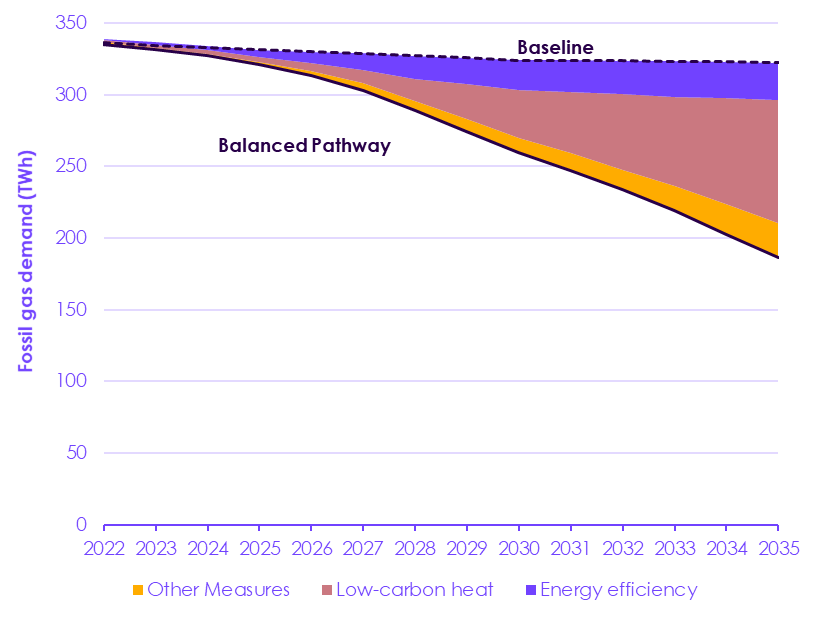 350
300
250
200
150
100
50
0
Fossil gas demand (TWh)
Baseline
Balanced Pathway
2022 2023 2024 2025 2026 2027 2028 2029 2030 2031 2032 2033 2034 2035
Other Measures Low-carbon heat Energy efficiency